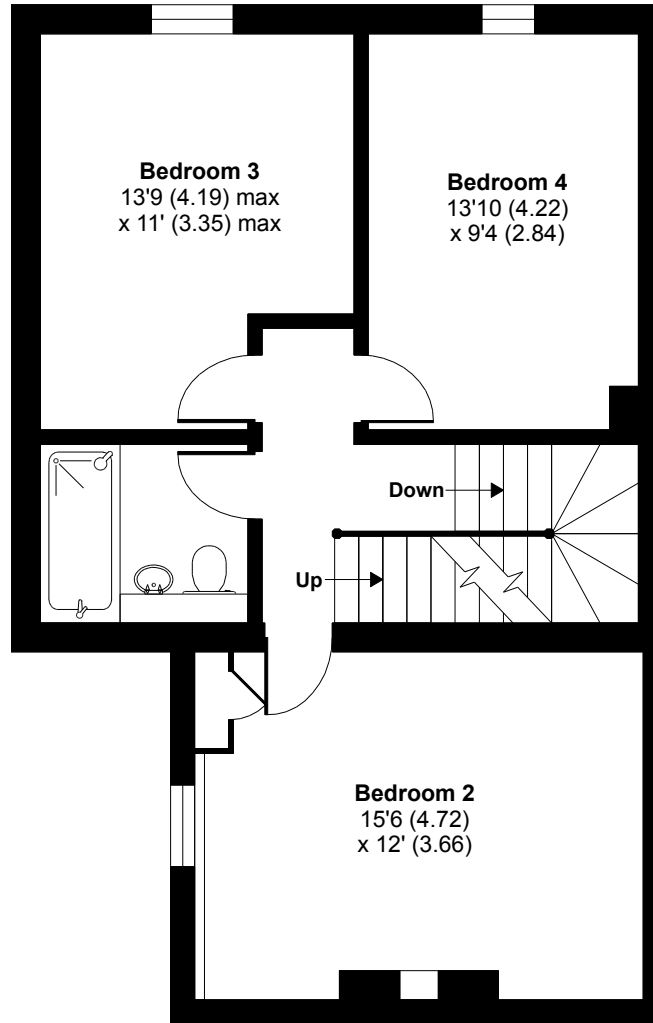 Bedroom 3
13'9 (4.19) max
x 11' (3.35) max
Bedroom 4
13'10 (4.22)
x 9'4 (2.84)
Down
Up
Bedroom 2
15'6 (4.72)
x 12' (3.66)